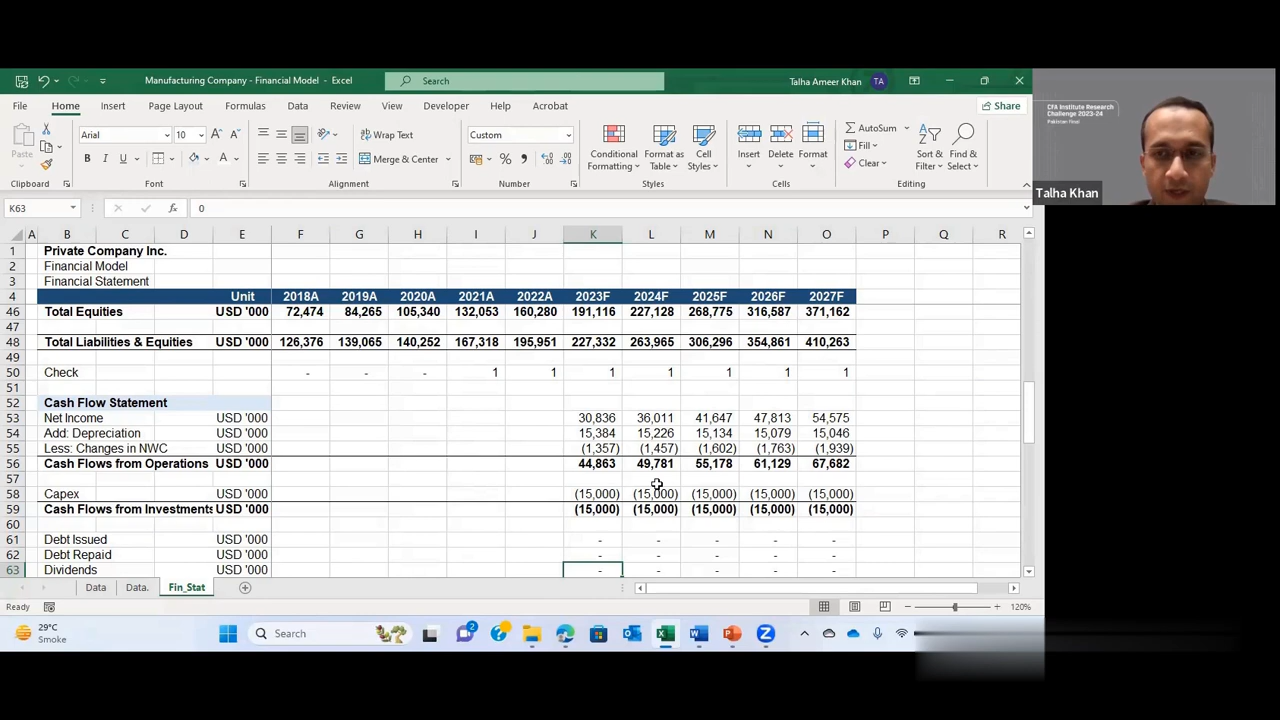 Manufacturing Company - Financial Model - Excel
Search
Talha Ameer Khan TA
File Home Insert Page Layout Formulas Data Review View Developer Help Acrobat Share
Paste
Clipboard
Arial 10
B I U
Font
Wrap Text
Merge & Center
Alignment
Custom
Number
Conditional Formatting
Format as Table
Cell Styles
Styles
Insert Delete Format
Cells
AutoSum
Fill
Clear
Sort & Filter
Find & Select
Editing
CFA Institute Research
Challenge 2023-24
Pakistan Final
Talha Khan
K63 fx 0
A B C D E F G H I J K L M N O P Q R
1 Private Company Inc.
2 Financial Model
3 Financial Statement
4 Unit 2018A 2019A 2020A 2021A 2022A 2023F 2024F 2025F 2026F 2027F
46 Total Equities USD '000 72,474 84,265 105,340 132,053 160,280 191,116 227,128 268,775 316,587 371,162
47
48 Total Liabilities & Equities USD '000 126,376 139,065 140,252 167,318 195,951 227,332 263,965 306,296 354,861 410,263
49
50 Check - - - 1 1 1 1 1 1 1
51
52 Cash Flow Statement
53 Net Income USD '000 30,836 36,011 41,647 47,813 54,575
54 Add: Depreciation USD '000 15,384 15,226 15,134 15,079 15,046
55 Less: Changes in NWC USD '000 (1,357) (1,457) (1,602) (1,763) (1,939)
56 Cash Flows from Operations USD '000 44,863 49,781 55,178 61,129 67,682
57
58 Capex USD '000 (15,000) (15,000) (15,000) (15,000) (15,000)
59 Cash Flows from Investments USD '000 (15,000) (15,000) (15,000) (15,000) (15,000)
60
61 Debt Issued USD '000 - - - - -
62 Debt Repaid USD '000 - - - - -
63 Dividends USD '000 - - - - -
Data Data. Fin_Stat
Ready 120%
29°C
Smoke
Search